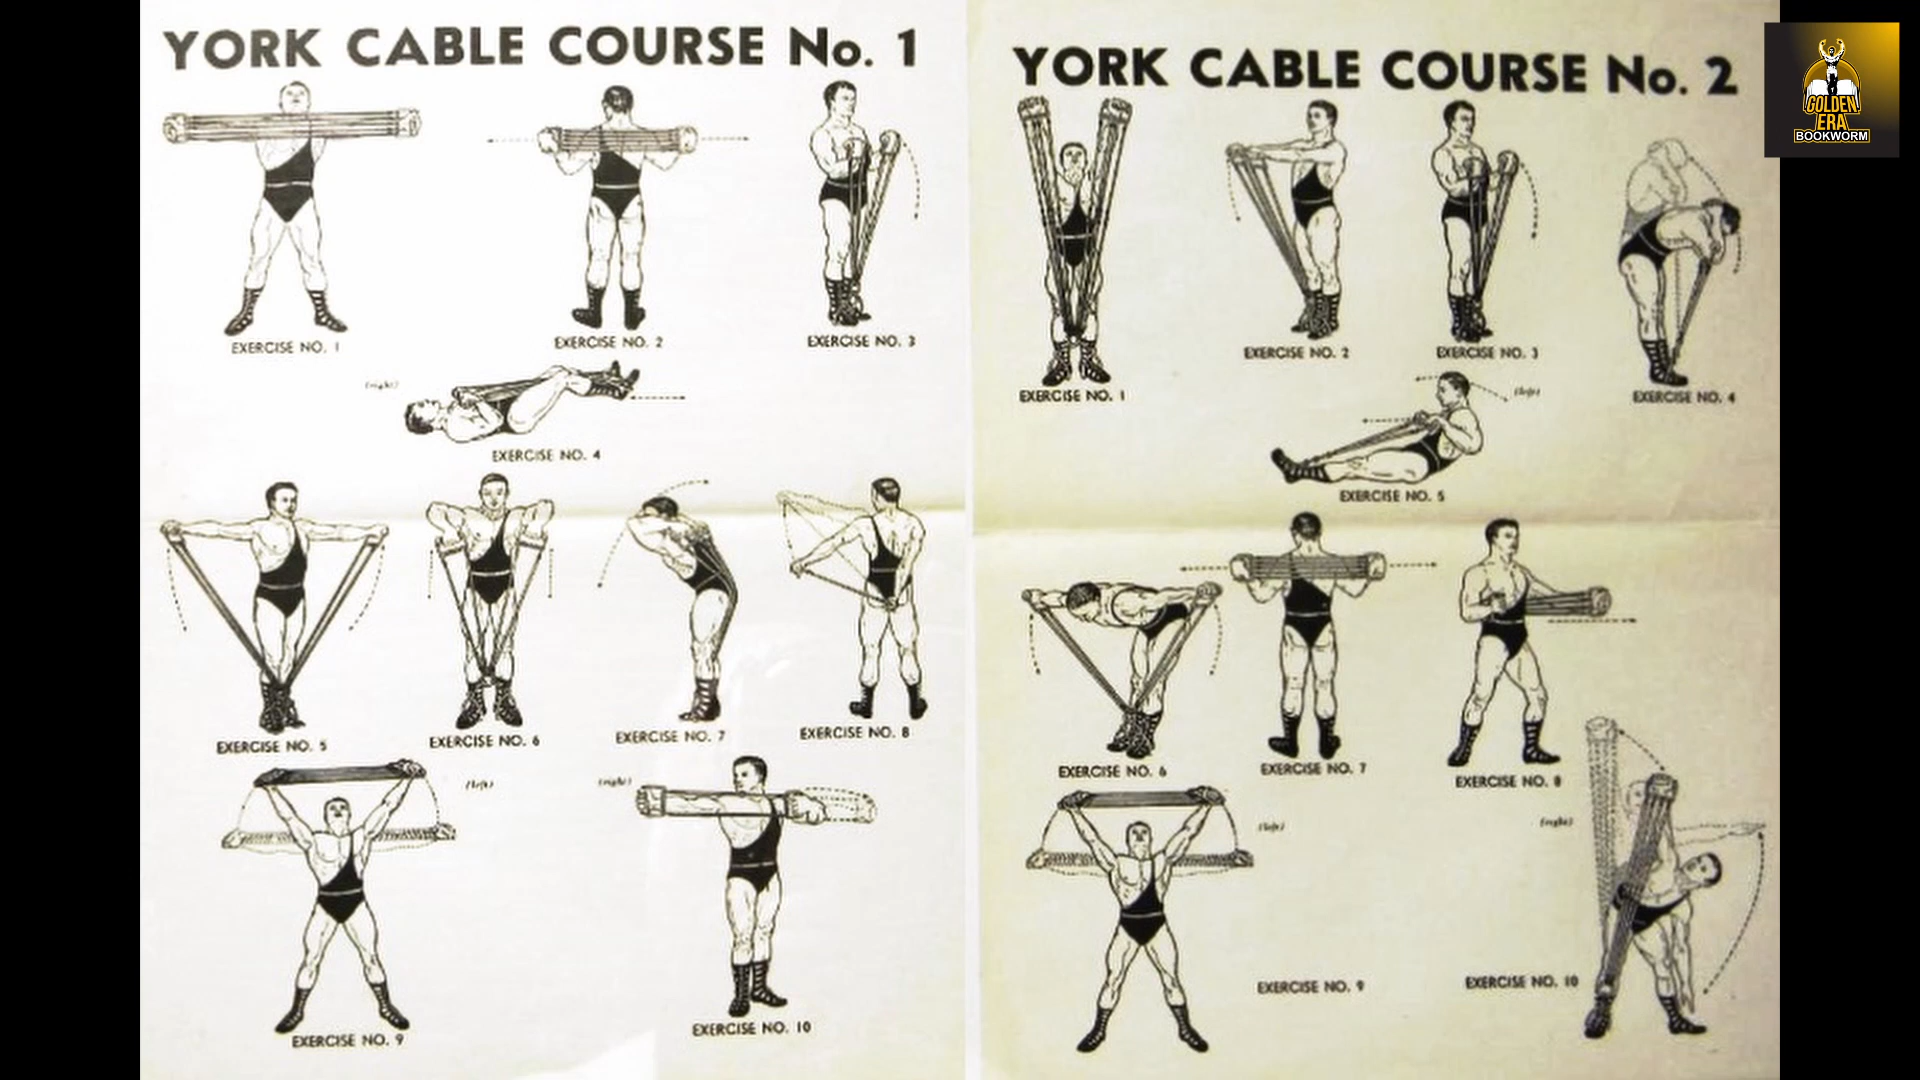 YORK CABLE COURSE No. 1
EXERCISE NO. 1
EXERCISE NO. 2
EXERCISE NO. 3
(right)
EXERCISE NO. 4
EXERCISE NO. 5
EXERCISE NO. 6
EXERCISE NO. 7
EXERCISE NO. 8
(left)
(right)
EXERCISE NO. 9
EXERCISE NO. 10
YORK CABLE COURSE No. 2
EXERCISE NO. 1
EXERCISE NO. 2
EXERCISE NO. 3
EXERCISE NO. 4
(left)
EXERCISE NO. 5
EXERCISE NO. 6
EXERCISE NO. 7
EXERCISE NO. 8
(left)
(right)
EXERCISE NO. 9
EXERCISE NO. 10
GOLDEN
ERA
BOOKWORM